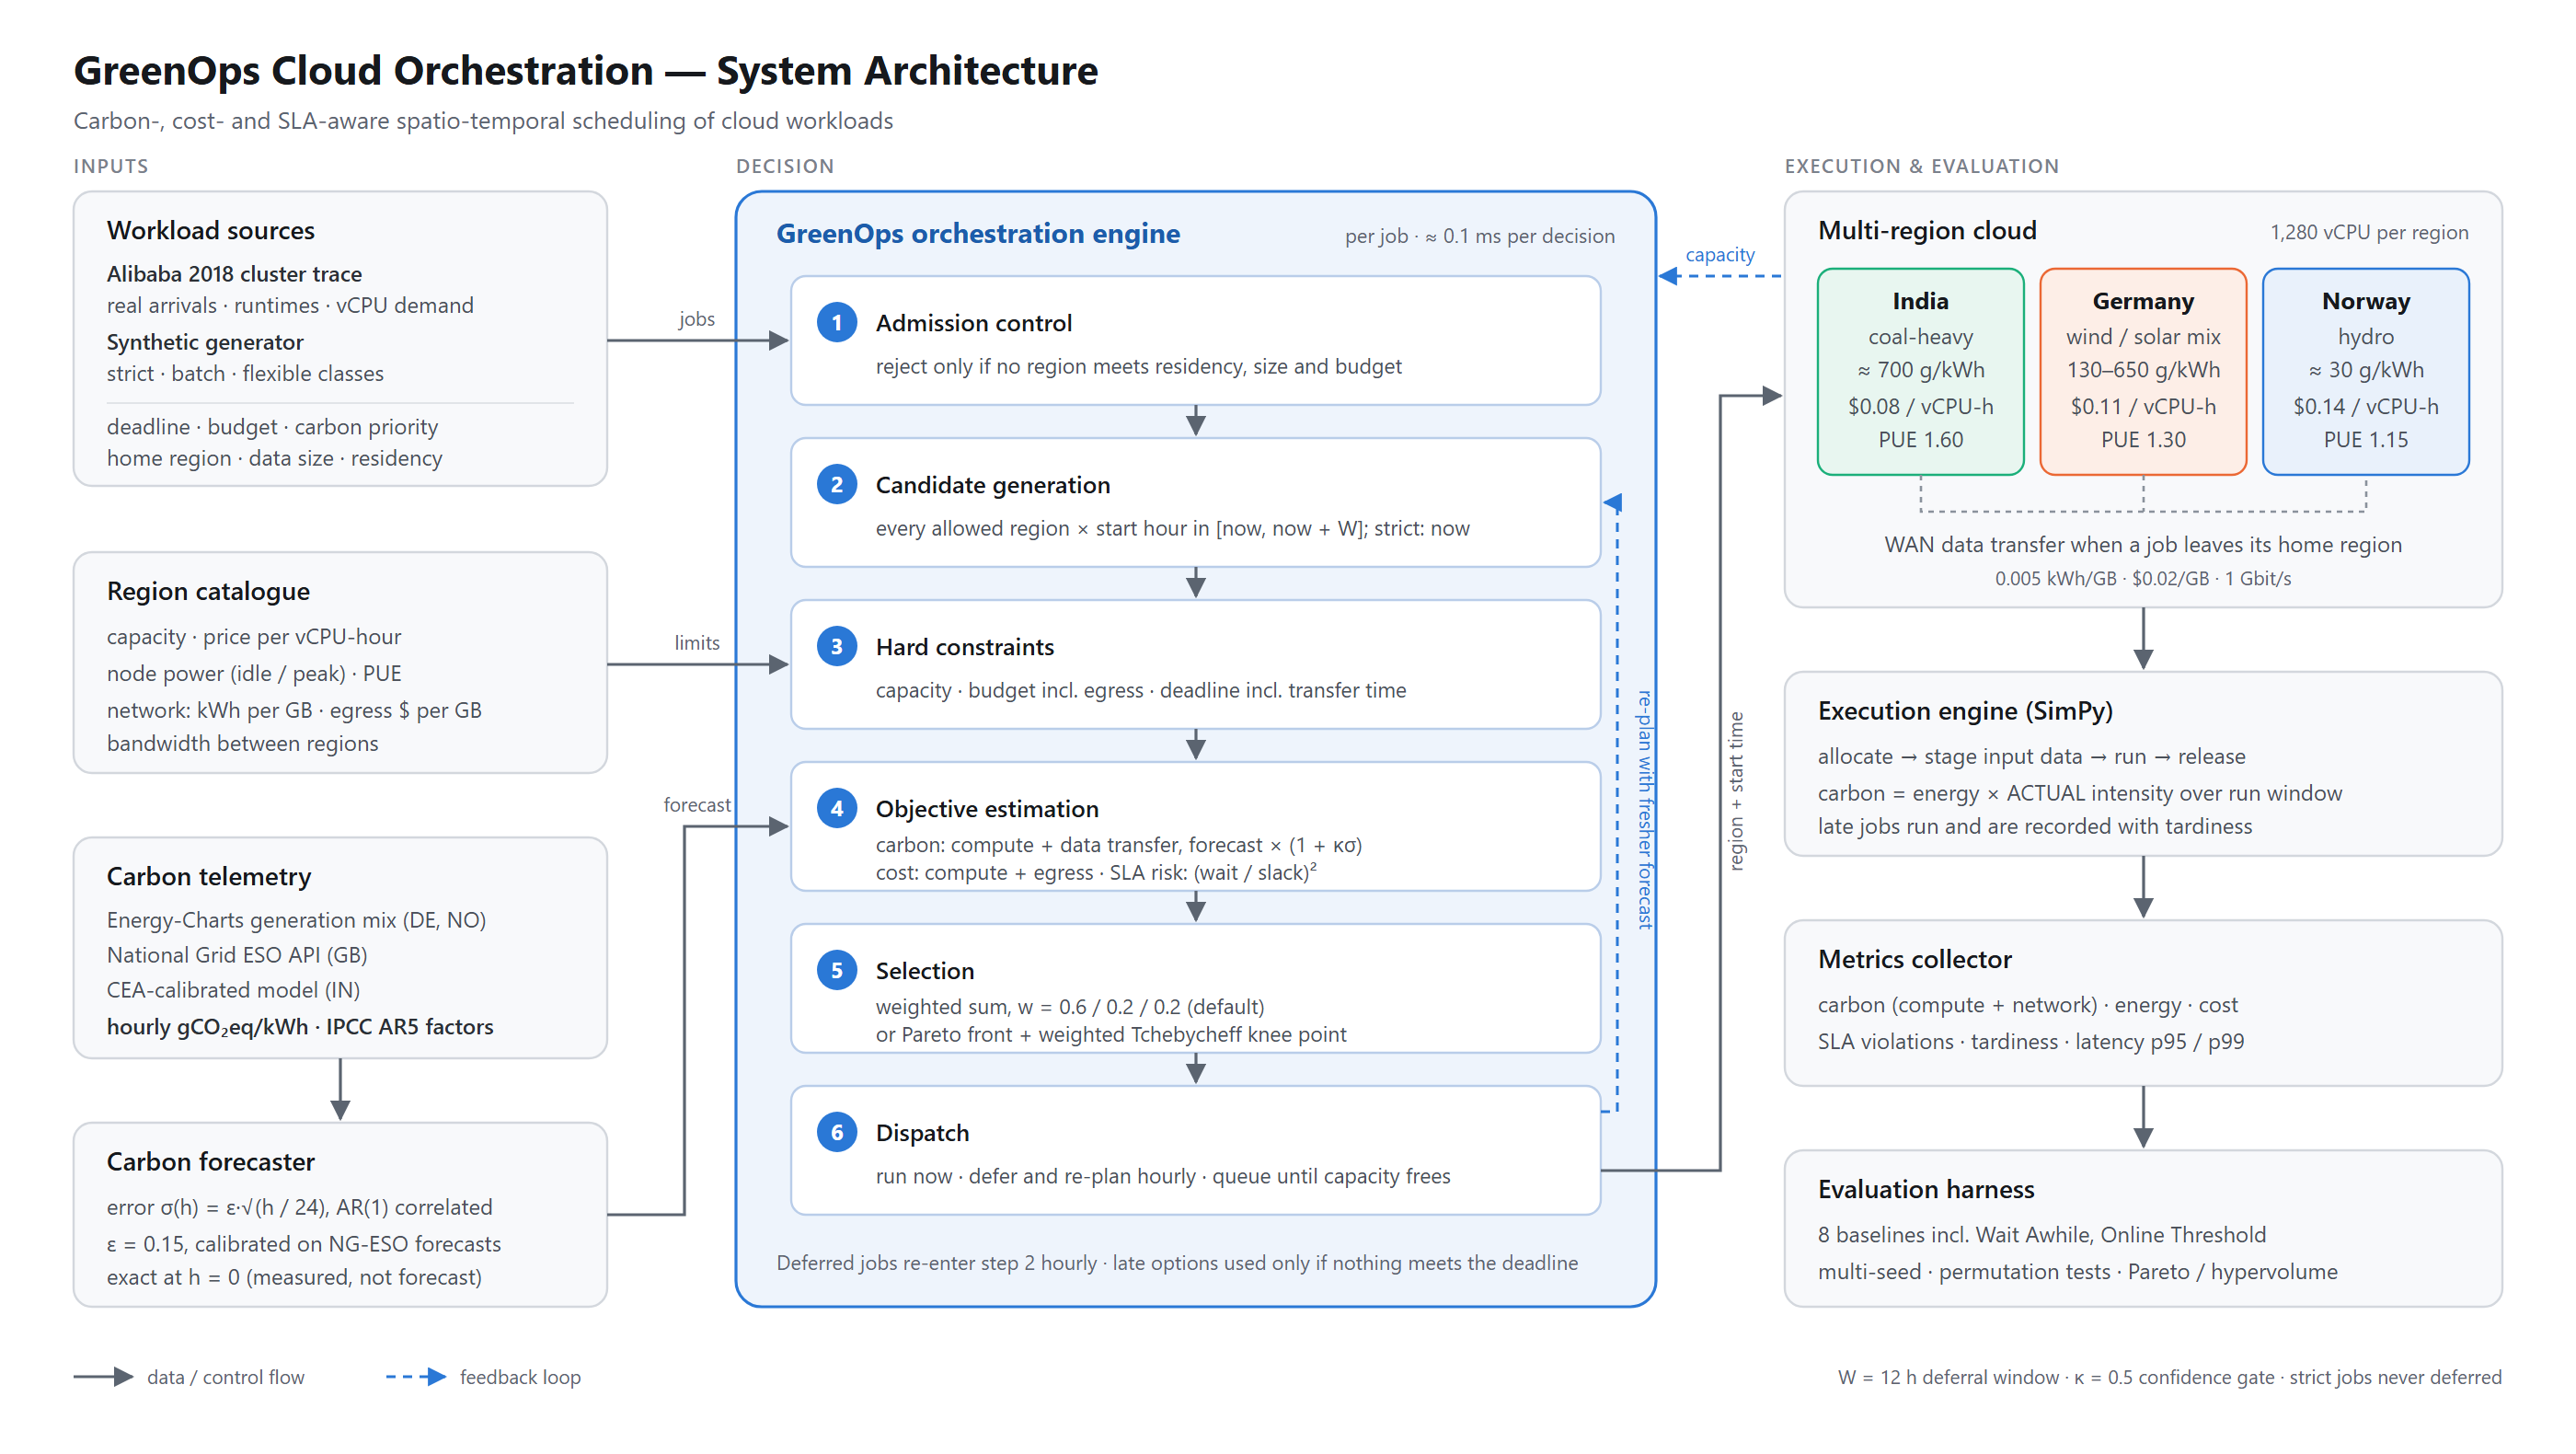 GreenOps Cloud Orchestration — System Architecture
Carbon-, cost- and SLA-aware spatio-temporal scheduling of cloud workloads
INPUTS
Workload sources
Alibaba 2018 cluster trace
real arrivals · runtimes · vCPU demand
Synthetic generator
strict · batch · flexible classes
deadline · budget · carbon priority
home region · data size · residency
Region catalogue
capacity · price per vCPU-hour
node power (idle / peak) · PUE
network: kWh per GB · egress $ per GB
bandwidth between regions
Carbon telemetry
Energy-Charts generation mix (DE, NO)
National Grid ESO API (GB)
CEA-calibrated model (IN)
hourly gCO₂eq/kWh · IPCC AR5 factors
Carbon forecaster
error σ(h) = ε·√(h / 24), AR(1) correlated
ε = 0.15, calibrated on NG-ESO forecasts
exact at h = 0 (measured, not forecast)
jobs
limits
forecast
DECISION
GreenOps orchestration engine
per job · ≈ 0.1 ms per decision
1
Admission control
reject only if no region meets residency, size and budget
2
Candidate generation
every allowed region × start hour in [now, now + W]; strict: now
3
Hard constraints
capacity · budget incl. egress · deadline incl. transfer time
4
Objective estimation
carbon: compute + data transfer, forecast × (1 + κσ)
cost: compute + egress · SLA risk: (wait / slack)²
5
Selection
weighted sum, w = 0.6 / 0.2 / 0.2 (default)
or Pareto front + weighted Tchebycheff knee point
6
Dispatch
run now · defer and re-plan hourly · queue until capacity frees
Deferred jobs re-enter step 2 hourly · late options used only if nothing meets the deadline
re-plan with fresher forecast
capacity
region + start time
EXECUTION & EVALUATION
Multi-region cloud
1,280 vCPU per region
India
coal-heavy
≈ 700 g/kWh
$0.08 / vCPU-h
PUE 1.60
Germany
wind / solar mix
130–650 g/kWh
$0.11 / vCPU-h
PUE 1.30
Norway
hydro
≈ 30 g/kWh
$0.14 / vCPU-h
PUE 1.15
WAN data transfer when a job leaves its home region
0.005 kWh/GB · $0.02/GB · 1 Gbit/s
Execution engine (SimPy)
allocate → stage input data → run → release
carbon = energy × ACTUAL intensity over run window
late jobs run and are recorded with tardiness
Metrics collector
carbon (compute + network) · energy · cost
SLA violations · tardiness · latency p95 / p99
Evaluation harness
8 baselines incl. Wait Awhile, Online Threshold
multi-seed · permutation tests · Pareto / hypervolume
data / control flow
feedback loop
W = 12 h deferral window · κ = 0.5 confidence gate · strict jobs never deferred